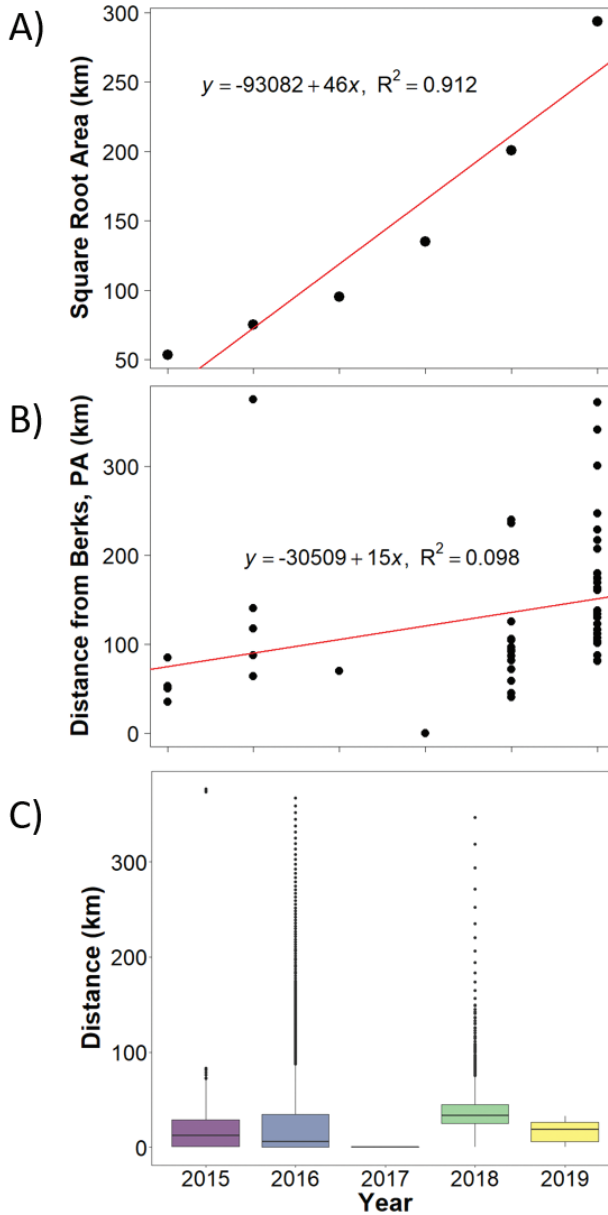 A)
Square Root Area (km)
300
250
200
150
100
50
y = -93082 + 46x, R² = 0.912
B)
Distance from Berks, PA (km)
300
200
100
0
y = -30509 + 15x, R² = 0.098
C)
Distance (km)
300
200
100
0
2015 2016 2017 2018 2019
Year